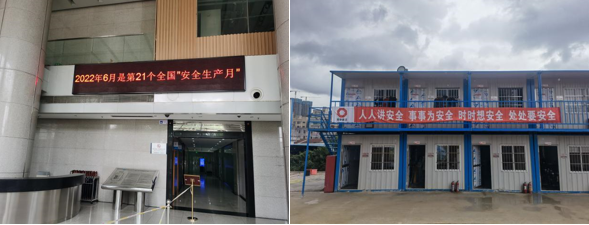 2022年6月是第21个全国"安全生产月"
人人讲安全 事事为安全 时时想安全 处处要安全